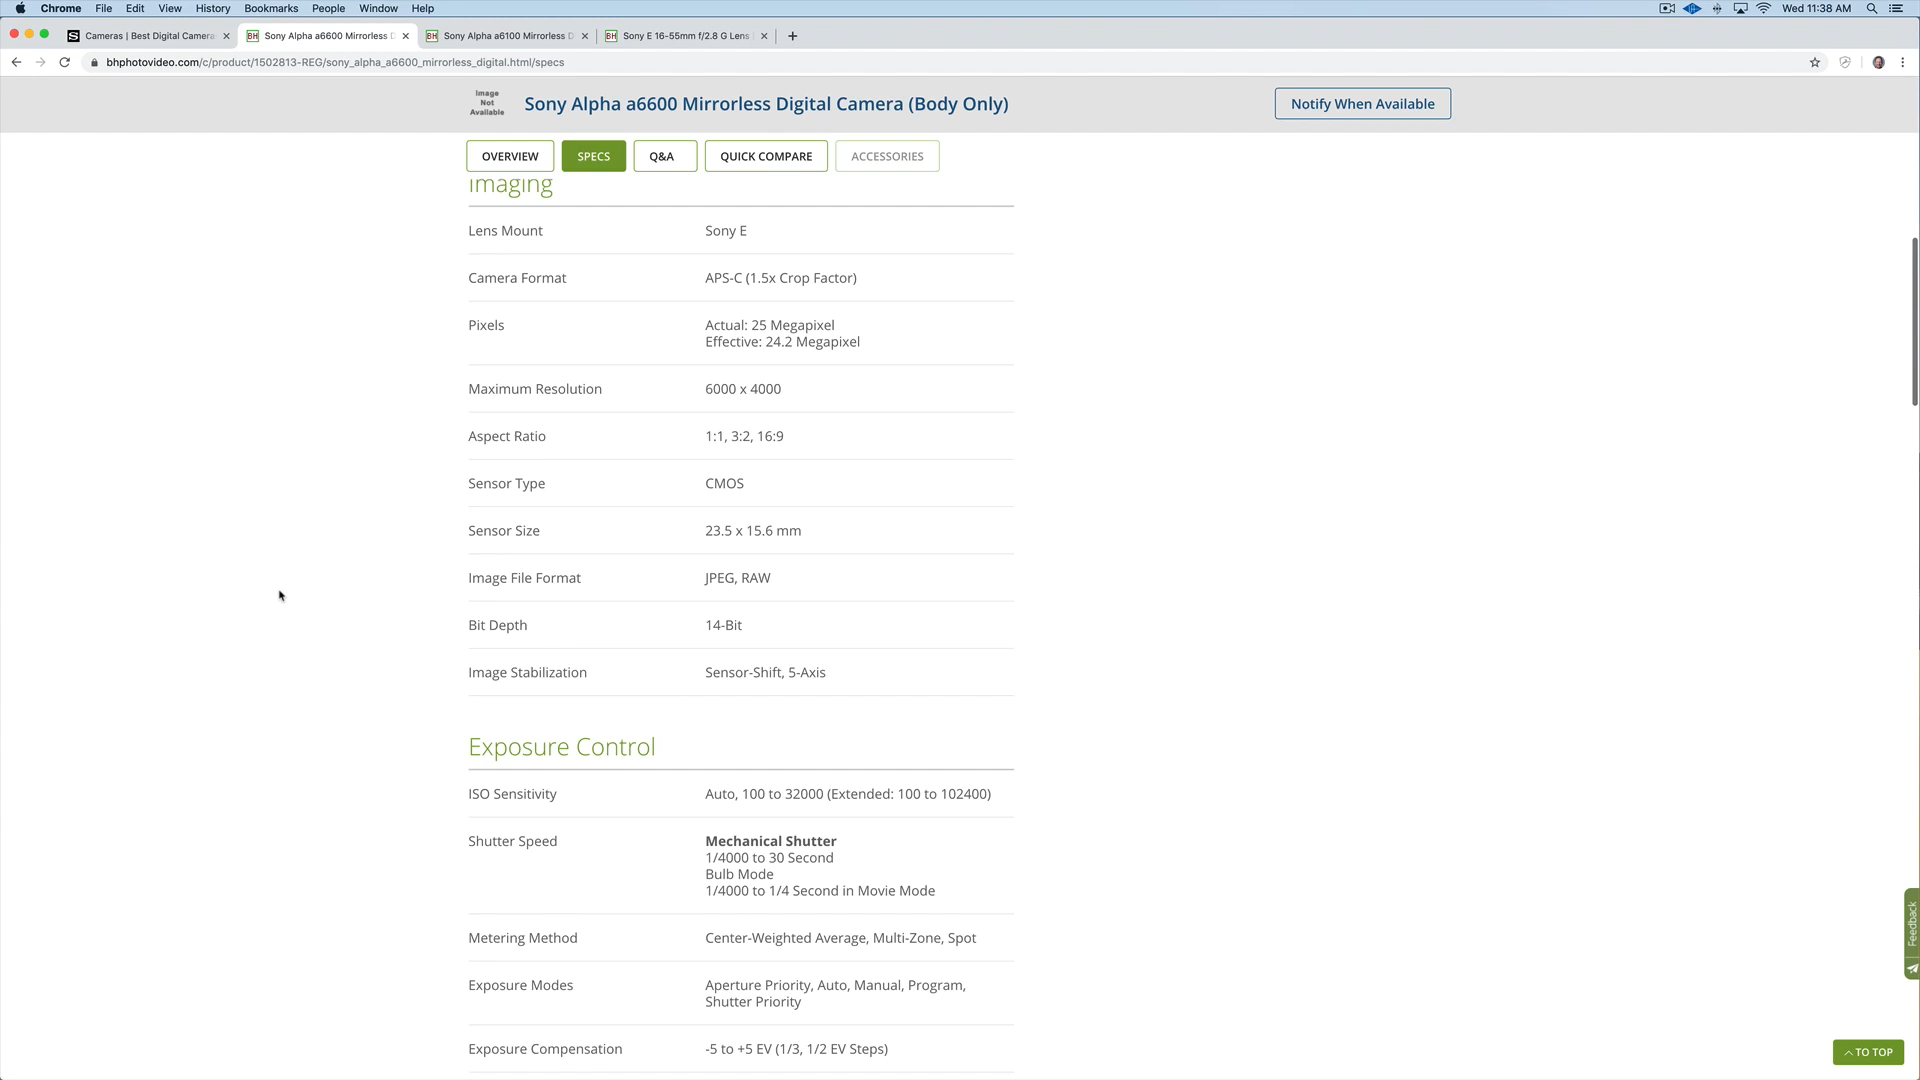 Chrome File Edit View History Bookmarks People Window Help Wed 11:38 AM
Cameras | Best Digital Camera Sony Alpha a6600 Mirrorless D Sony Alpha a6100 Mirrorless D Sony E 16-55mm f/2.8 G Lens
bhphotovideo.com/c/product/1502813-REG/sony_alpha_a6600_mirrorless_digital.html/specs
Image
Not
Available
Sony Alpha a6600 Mirrorless Digital Camera (Body Only)
Notify When Available
OVERVIEW SPECS Q&A QUICK COMPARE ACCESSORIES
Imaging
Lens Mount Sony E
Camera Format APS-C (1.5x Crop Factor)
Pixels Actual: 25 Megapixel
Effective: 24.2 Megapixel
Maximum Resolution 6000 x 4000
Aspect Ratio 1:1, 3:2, 16:9
Sensor Type CMOS
Sensor Size 23.5 x 15.6 mm
Image File Format JPEG, RAW
Bit Depth 14-Bit
Image Stabilization Sensor-Shift, 5-Axis
Exposure Control
ISO Sensitivity Auto, 100 to 32000 (Extended: 100 to 102400)
Shutter Speed Mechanical Shutter
1/4000 to 30 Second
Bulb Mode
1/4000 to 1/4 Second in Movie Mode
Metering Method Center-Weighted Average, Multi-Zone, Spot
Exposure Modes Aperture Priority, Auto, Manual, Program,
Shutter Priority
Exposure Compensation -5 to +5 EV (1/3, 1/2 EV Steps)
Feedback
TO TOP